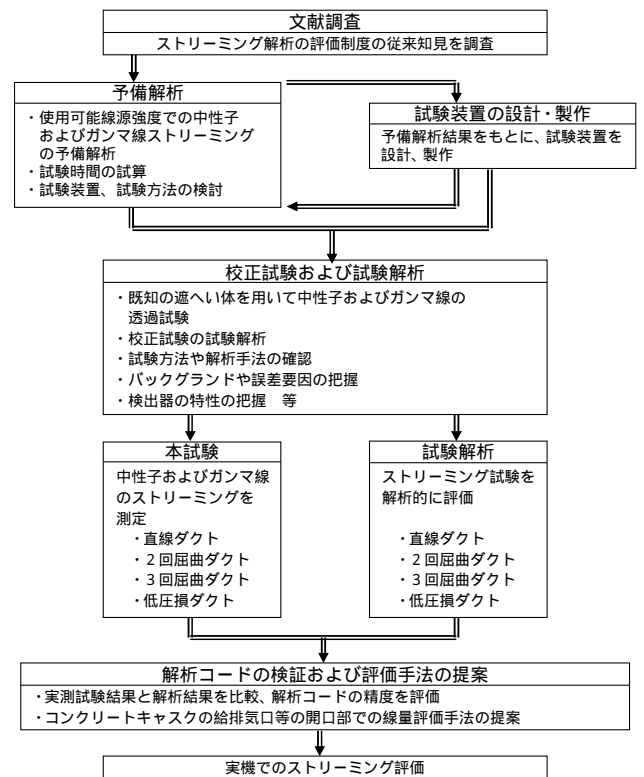 文献調査
ストリーミング解析の評価制度の従来知見を調査
予備解析
・使用可能線源強度での中性子
およびガンマ線ストリーミング
の予備解析
・試験時間の試算
・試験装置、試験方法の検討
試験装置の設計・製作
予備解析結果をもとに、試験装置を
設計、製作
校正試験および試験解析
・既知の遮へい体を用いて中性子およびガンマ線の
透過試験
・校正試験の試験解析
・試験方法や解析手法の確認
・バックグランドや誤差要因の把握
・検出器の特性の把握　等
本試験
中性子およびガンマ線
のストリーミングを
測定
・直線ダクト
・２回屈曲ダクト
・３回屈曲ダクト
・低圧損ダクト
試験解析
ストリーミング試験を
解析的に評価
・直線ダクト
・２回屈曲ダクト
・３回屈曲ダクト
・低圧損ダクト
解析コードの検証および評価手法の提案
・実測試験結果と解析結果を比較、解析コードの精度を評価
・コンクリートキャスクの給排気口等の開口部での線量評価手法の提案
実機でのストリーミング評価